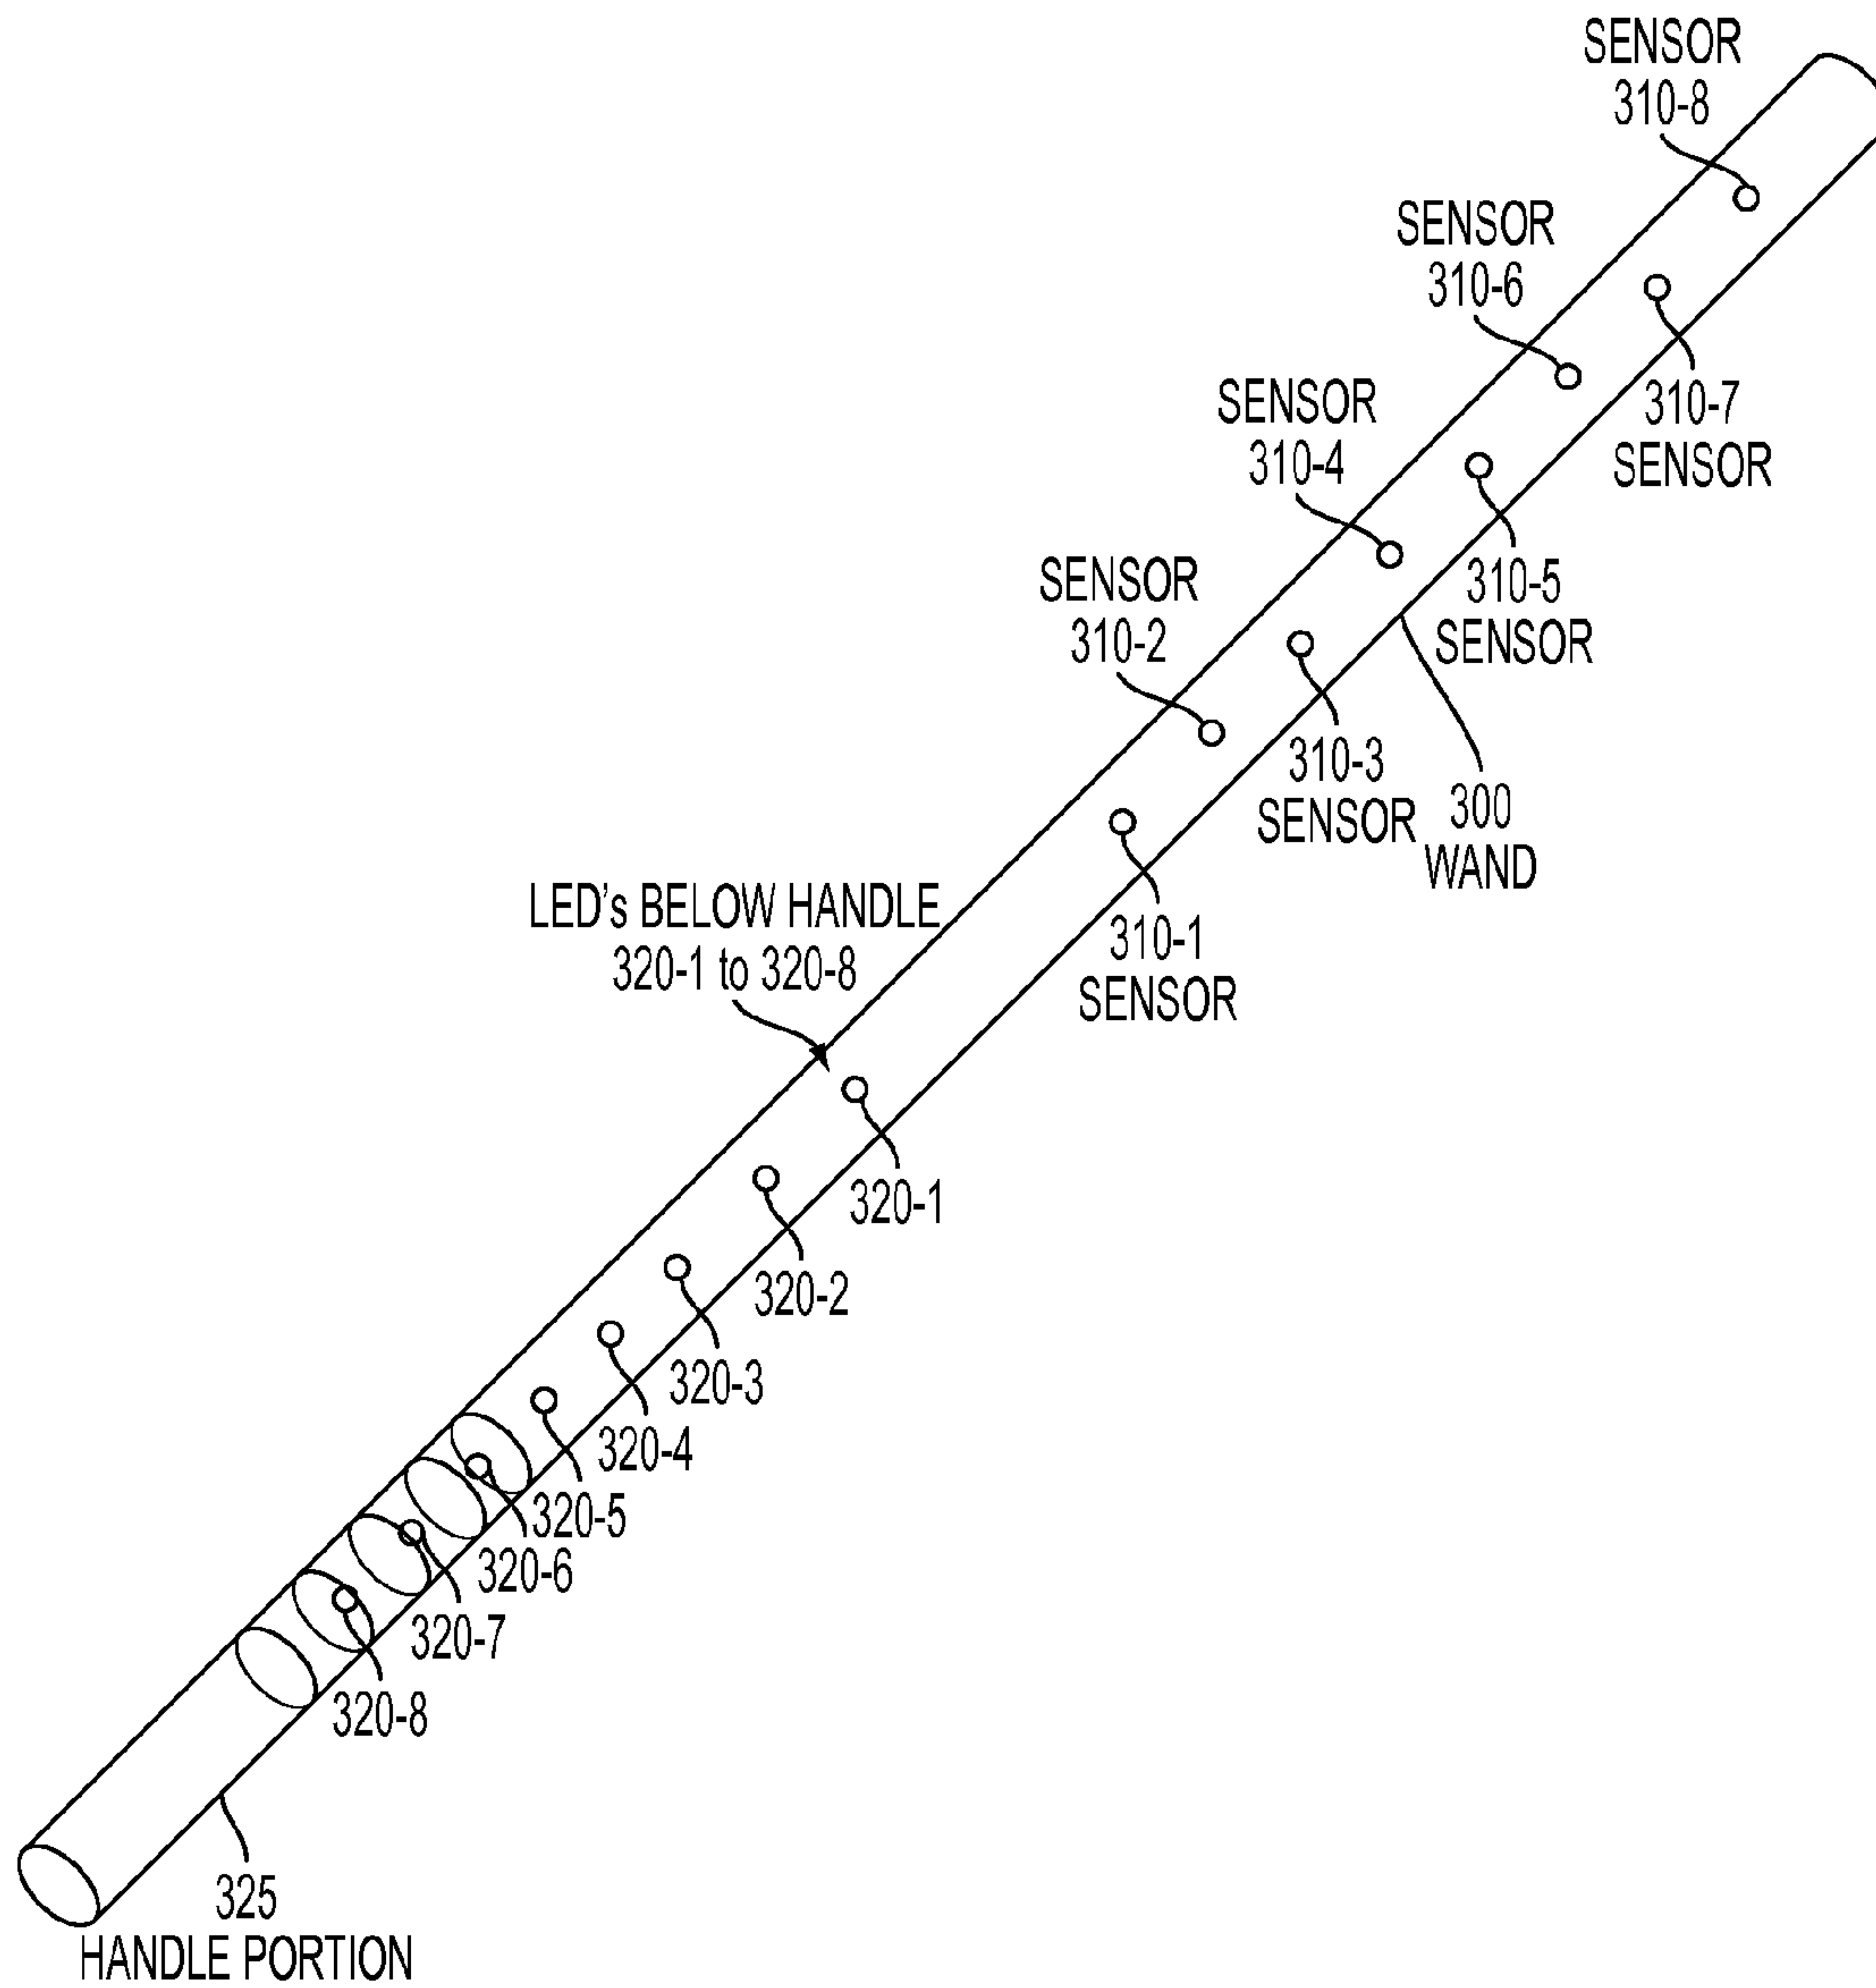 SENSOR
310-8
SENSOR
310-6
310-7
SENSOR
SENSOR
310-4
310-5
SENSOR
SENSOR
310-2
310-3
SENSOR
300
WAND
310-1
SENSOR
LED's BELOW HANDLE
320-1 to 320-8
320-1
320-2
320-3
320-4
320-5
320-6
320-7
320-8
325
HANDLE PORTION